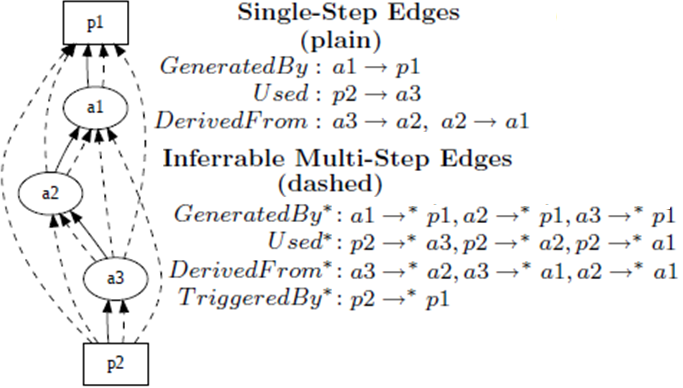 p1
a1
a2
a3
p2
Single-Step Edges
(plain)
GeneratedBy : a1 → p1
Used : p2 → a3
DerivedFrom : a3 → a2, a2 → a1
Inferrable Multi-Step Edges
(dashed)
GeneratedBy* : a1 →* p1, a2 →* p1, a3 →* p1
Used* : p2 →* a3, p2 →* a2, p2 →* a1
DerivedFrom* : a3 →* a2, a3 →* a1, a2 →* a1
TriggeredBy* : p2 →* p1